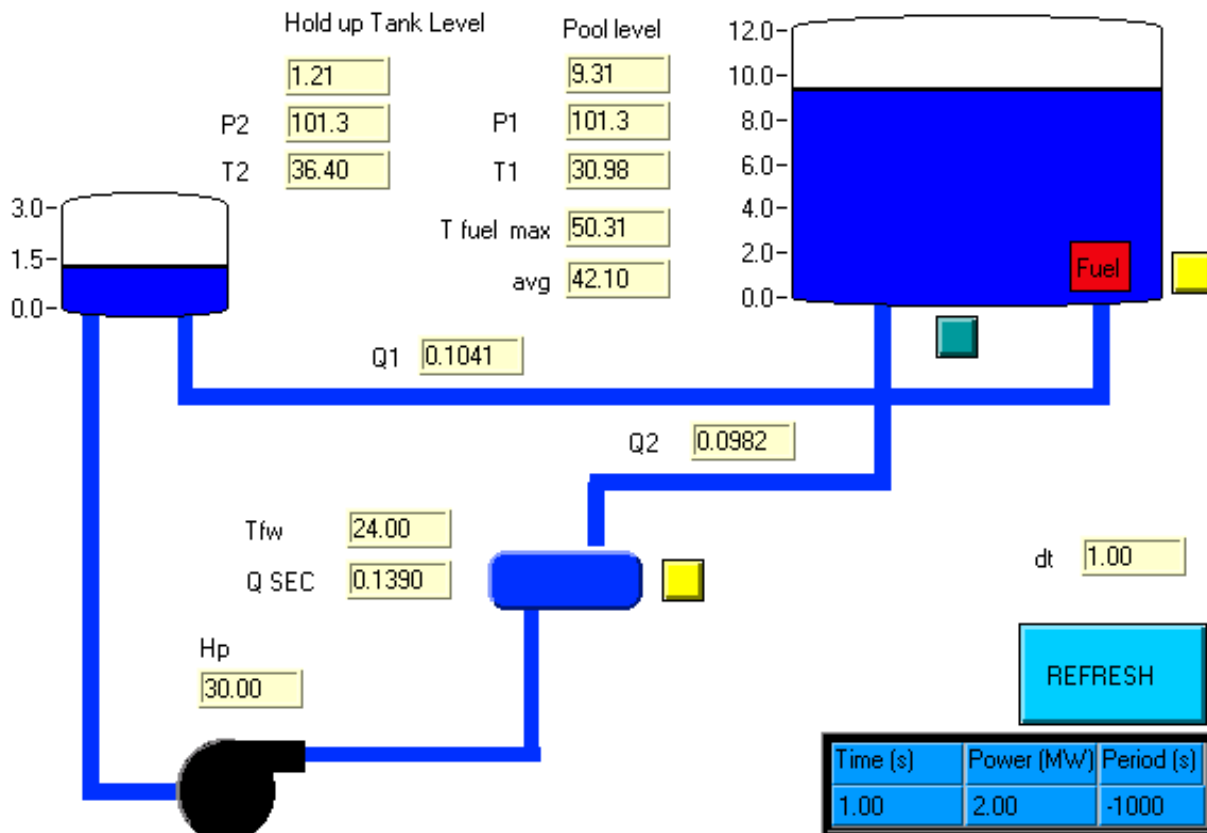 Hold up Tank Level
Pool level
1.21
9.31
P2 101.3
P1 101.3
T2 36.40
T1 30.98
T fuel max 50.31
avg 42.10
3.0-
1.5-
0.0-
12.0-
10.0-
8.0-
6.0-
4.0-
2.0-
0.0-
Fuel
Q1 0.1041
Q2 0.0982
Tfw 24.00
Q SEC 0.1390
dt 1.00
Hp
30.00
REFRESH
Time (s) Power (MW) Period (s)
1.00 2.00 -1000